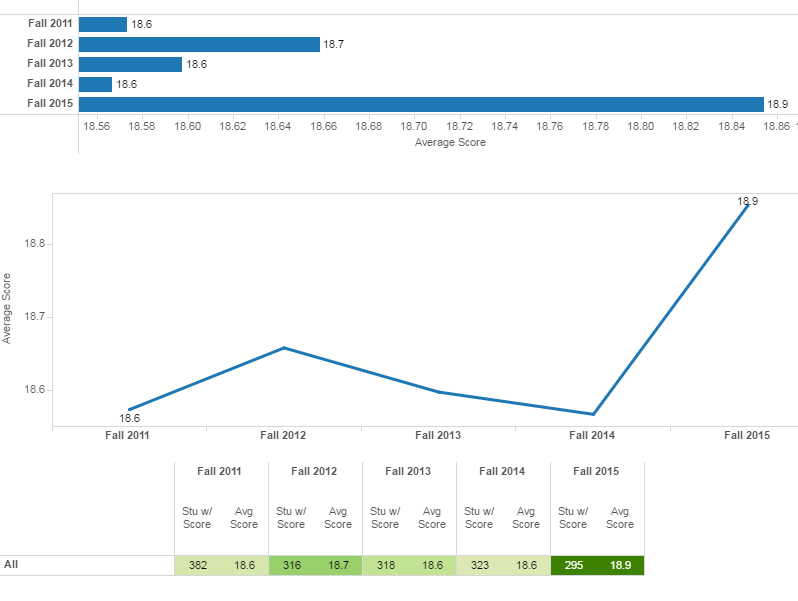 Fall 2011 18.6
Fall 2012 18.7
Fall 2013 18.6
Fall 2014 18.6
Fall 2015 18.9
18.56 18.58 18.60 18.62 18.64 18.66 18.68 18.70 18.72 18.74 18.76 18.78 18.80 18.82 18.84 18.86
Average Score
18.9
18.8
18.7
18.6
Average Score
18.6
Fall 2011 Fall 2012 Fall 2013 Fall 2014 Fall 2015
Fall 2011 Fall 2012 Fall 2013 Fall 2014 Fall 2015
Stu w/ Avg Stu w/ Avg Stu w/ Avg Stu w/ Avg Stu w/ Avg
Score Score Score Score Score Score Score Score Score Score
All 382 18.6 316 18.7 318 18.6 323 18.6 295 18.9